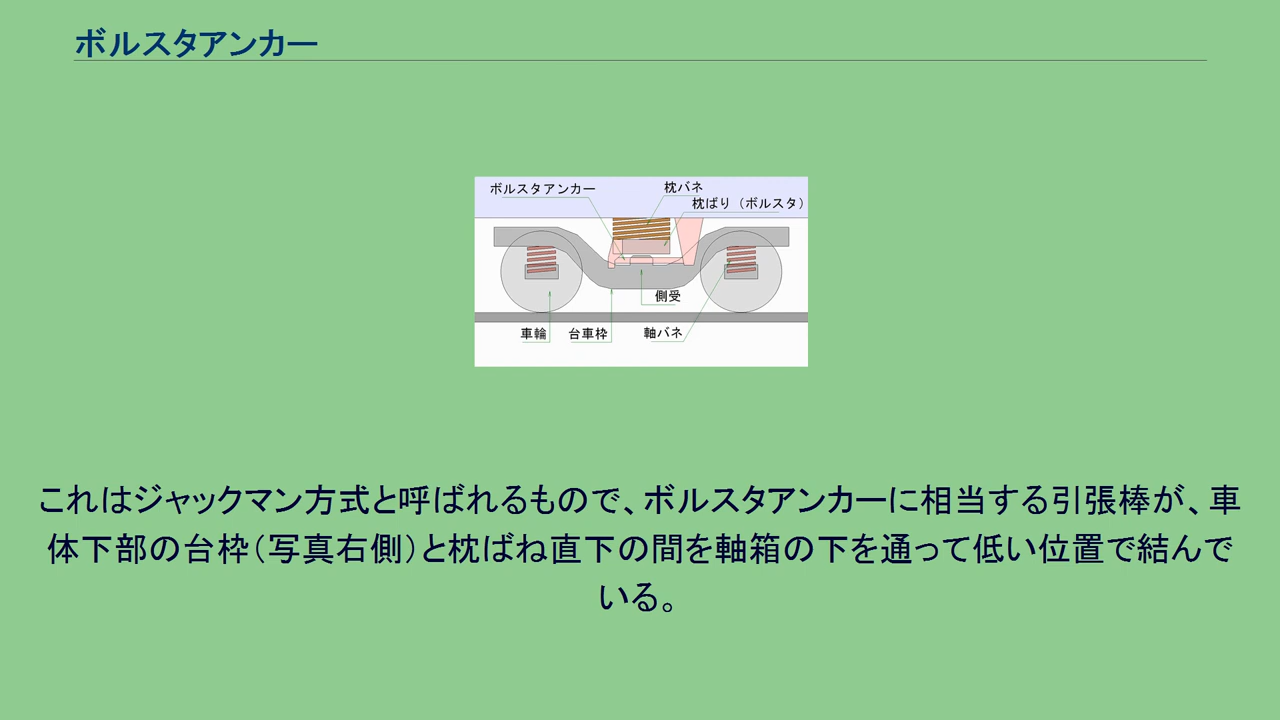 ボルスタアンカー
ボルスタアンカー
枕バネ
枕ばり（ボルスタ）
側受
車輪
台車枠
軸バネ
これはジャックマン方式と呼ばれるもので、ボルスタアンカーに相当する引張棒が、車
体下部の台枠（写真右側）と枕ばね直下の間を軸箱の下を通って低い位置で結んで
いる。